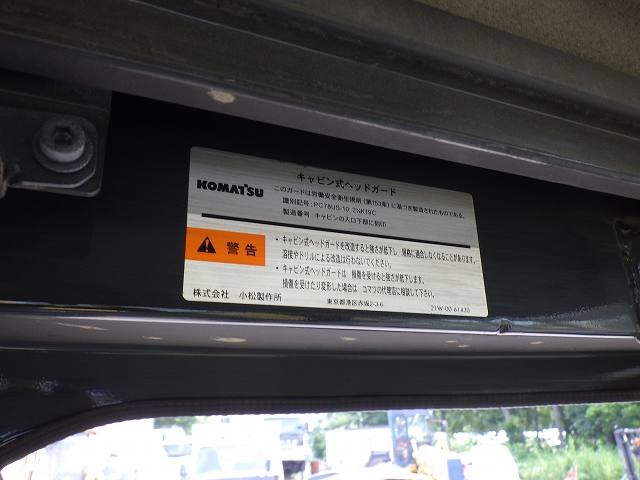 キャビン式ヘッドガード
KOMATSU
このガードは労働安全衛生規則(第153条)に基づき製造されたものである。
識別記号:PC78US-10 2NK19C
製造番号:キャビンの入口下部に刻印
警告
・キャビン式ヘッドガードを改造すると強さが低下し 規格に適合しなくなることがあります。
溶接やドリルによる改造は行わないでください。
・キャビン式ヘッドガードは 損傷を受けると強さが低下します。
損傷を受けたり変形した場合は コマツの代理店に相談して下さい。
株式会社 小松製作所
東京都港区赤坂2-3-6
21W-00-61430